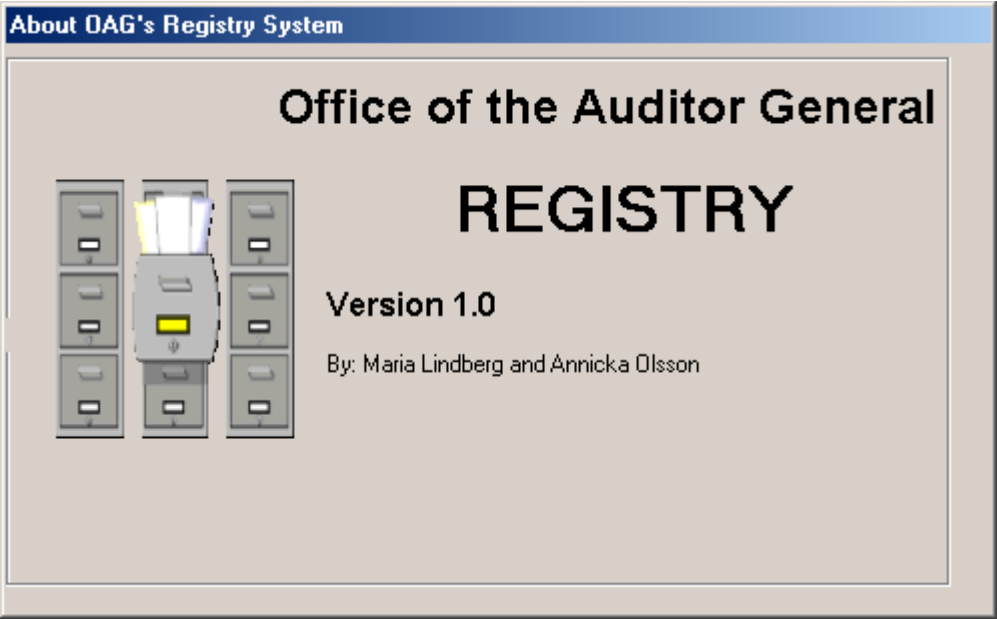 About OAG's Registry System
Office of the Auditor General
REGISTRY
Version 1.0
By: Maria Lindberg and Annicka Olsson